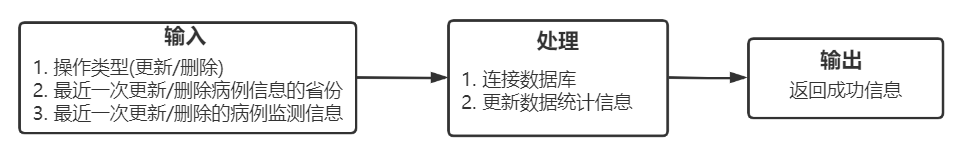 输入
1. 操作类型(更新/删除)
2. 最近一次更新/删除病例信息的省份
3. 最近一次更新/删除的病例监测信息
处理
1. 连接数据库
2. 更新数据统计信息
输出
返回成功信息